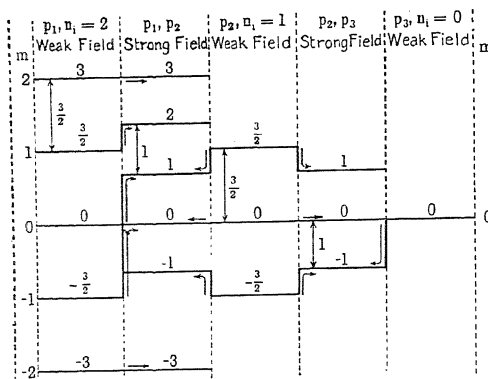 p₁, nᵢ = 2 p₁, p₂ p₂, nᵢ = 1 p₂, p₃ p₃, nᵢ = 0
m Weak Field Strong Field Weak Field Strong Field Weak Field m
2 3 3
3/2
3/2 2 3/2
1 1 1 3/2 1
0 0 0 0 0 0 0
-1 1 -1
-1 -3/2 -3/2
-2 -3 -3